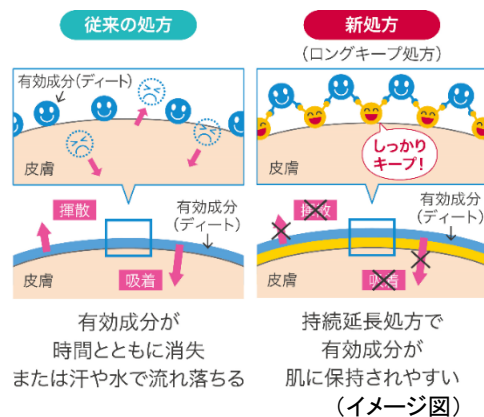 従来の処方
有効成分(ディート)
皮膚
揮散
有効成分
(ディート)
吸着
皮膚
有効成分が
時間とともに消失
または汗や水で流れ落ちる
新処方
(ロングキープ処方)
しっかり
キープ!
皮膚
揮散
有効成分
(ディート)
吸着
皮膚
持続延長処方で
有効成分が
肌に保持されやすい
(イメージ図)